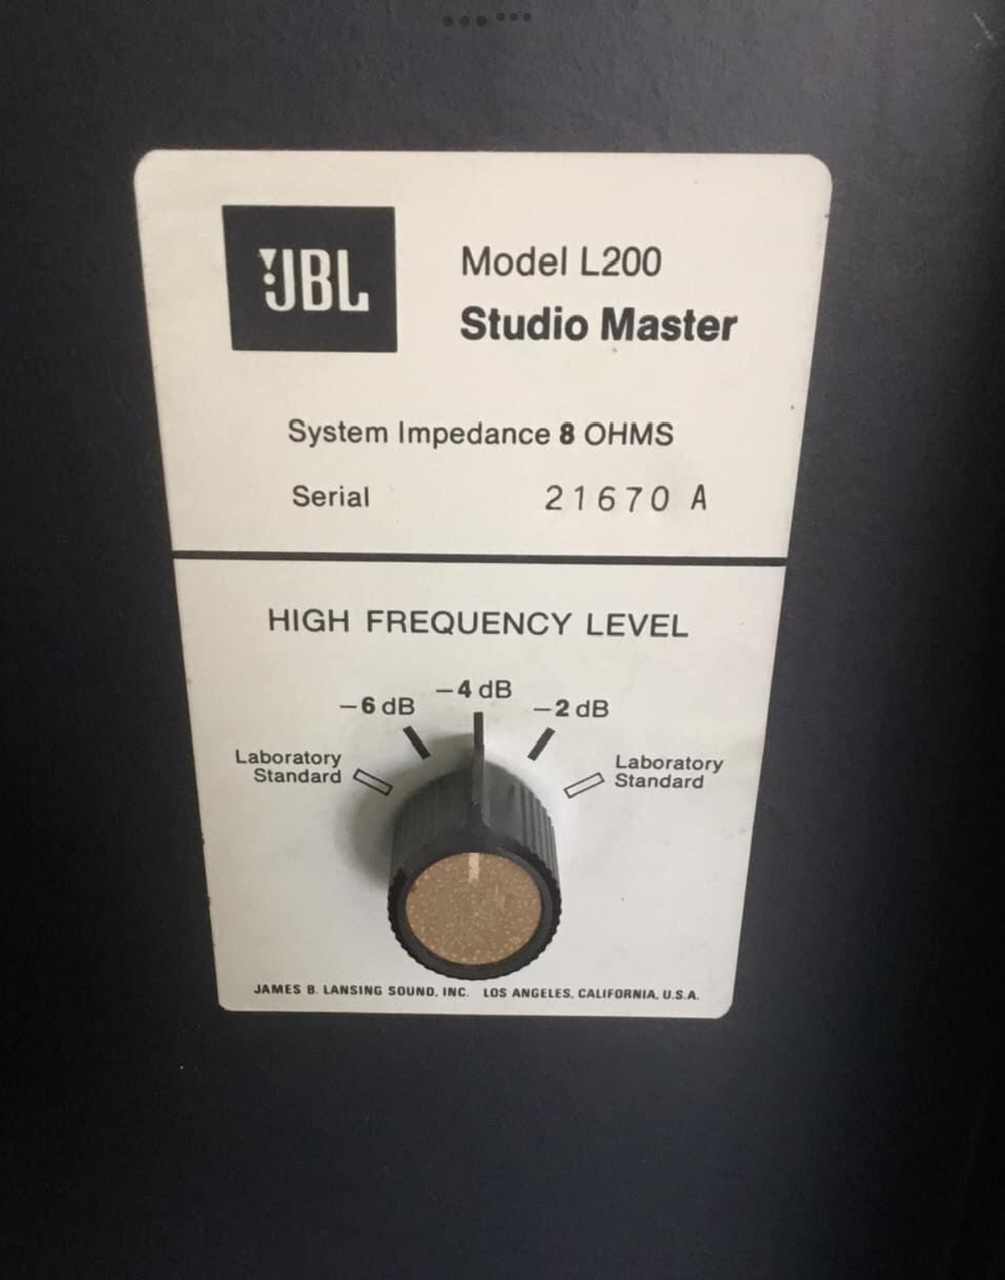 JBL
Model L200
Studio Master
System Impedance 8 OHMS
Serial 21670 A
HIGH FREQUENCY LEVEL
–6 dB –4 dB –2 dB
Laboratory
Standard
Laboratory
Standard
JAMES B. LANSING SOUND, INC. LOS ANGELES, CALIFORNIA, U.S.A.